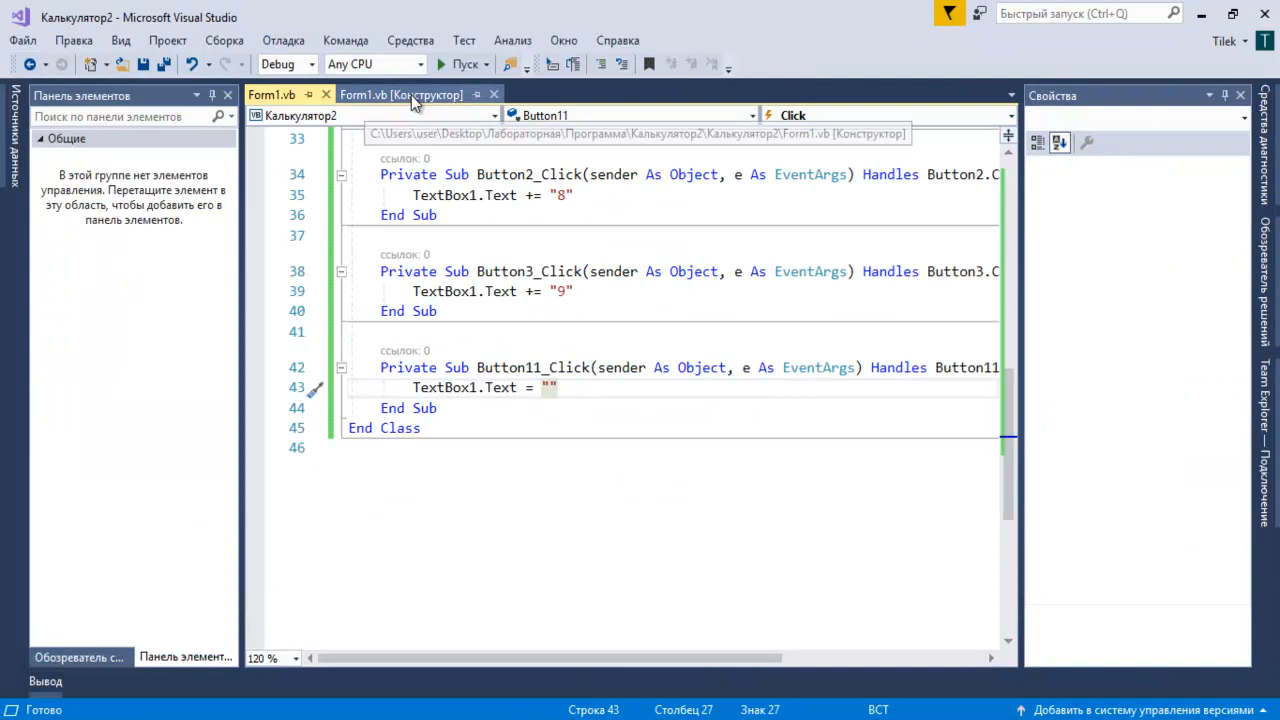 Калькулятор2 - Microsoft Visual Studio
Быстрый запуск (Ctrl+Q)
Файл Правка Вид Проект Сборка Отладка Команда Средства Тест Анализ Окно Справка
Tilek T
Debug Any CPU Пуск
Источники данных
Панель элементов
Поиск по панели элементов
Общие
В этой группе нет элементов
управления. Перетащите элемент в
эту область, чтобы добавить его в
панель элементов.
Обозреватель с... Панель элемент...
Form1.vb Form1.vb [Конструктор]
Калькулятор2 Button11 Click
C:\Users\user\Desktop\Лабораторная\Программа\Калькулятор2\Калькулятор2\Form1.vb [Конструктор]
33
ссылок: 0
34 Private Sub Button2_Click(sender As Object, e As EventArgs) Handles Button2.C
35 TextBox1.Text += "8"
36 End Sub
37
ссылок: 0
38 Private Sub Button3_Click(sender As Object, e As EventArgs) Handles Button3.C
39 TextBox1.Text += "9"
40 End Sub
41
ссылок: 0
42 Private Sub Button11_Click(sender As Object, e As EventArgs) Handles Button11
43 TextBox1.Text = ""
44 End Sub
45 End Class
46
120 %
Свойства
Средства диагностики
Обозреватель решений
Team Explorer — Подключение
Вывод
Готово Строка 43 Столбец 27 Знак 27 ВСТ Добавить в систему управления версиями